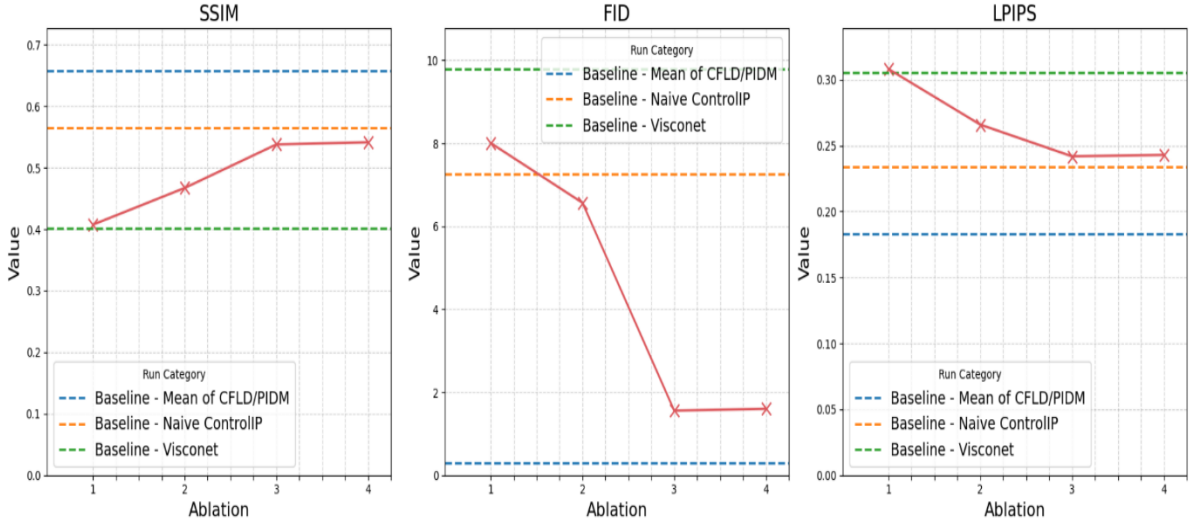 SSIM
Value
0.7
0.6
0.5
0.4
0.3
0.2
0.1
0.0
Run Category
Baseline - Mean of CFLD/PIDM
Baseline - Naive ControlIP
Baseline - Visconet
1 2 3 4
Ablation
FID
Value
10
8
6
4
2
0
Run Category
Baseline - Mean of CFLD/PIDM
Baseline - Naive ControlIP
Baseline - Visconet
1 2 3 4
Ablation
LPIPS
Value
0.30
0.25
0.20
0.15
0.10
0.05
0.00
Run Category
Baseline - Mean of CFLD/PIDM
Baseline - Naive ControlIP
Baseline - Visconet
1 2 3 4
Ablation